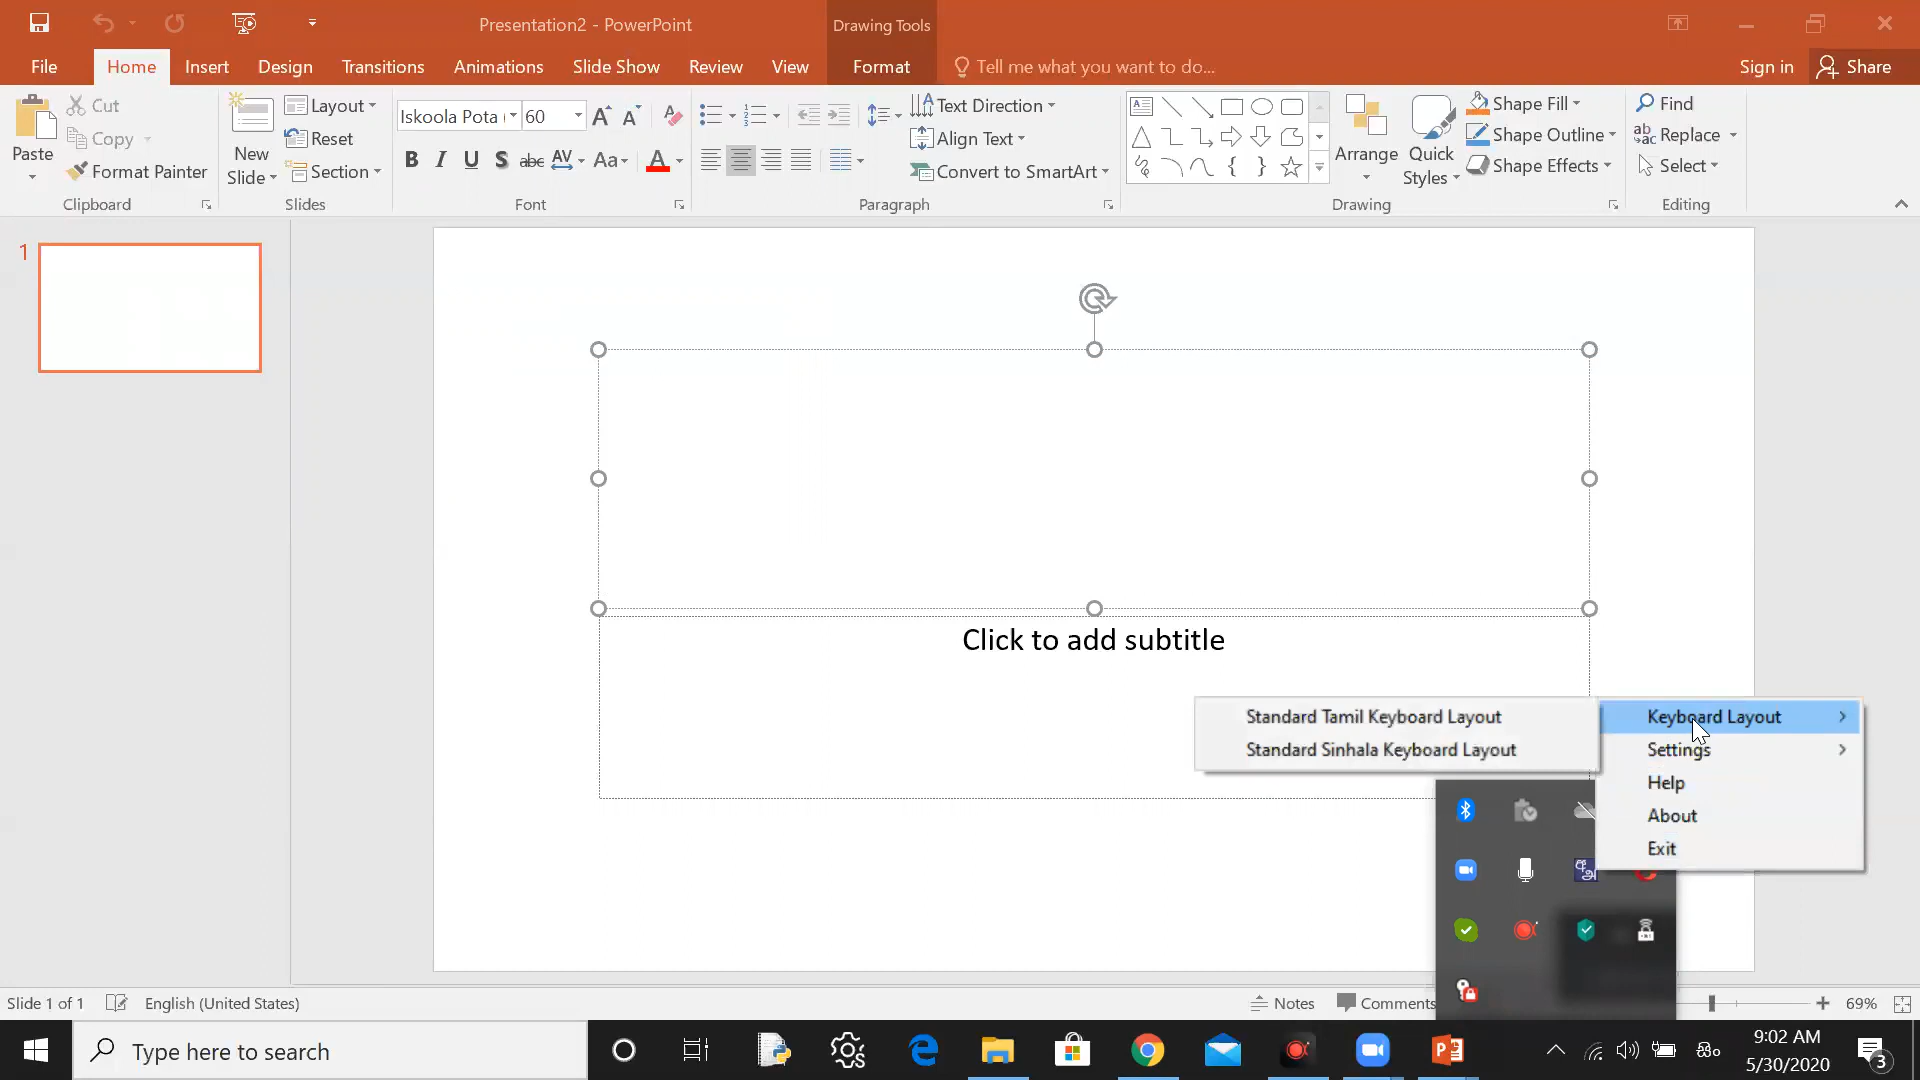 Presentation2 - PowerPoint
Drawing Tools
File Home Insert Design Transitions Animations Slide Show Review View Format Tell me what you want to do... Sign in Share
Paste
Cut
Copy
Format Painter
Clipboard
New Slide
Layout
Reset
Section
Slides
Iskoola Pota 60
B I U S abc AV Aa A
Font
Text Direction
Align Text
Convert to SmartArt
Paragraph
Arrange
Quick Styles
Shape Fill
Shape Outline
Shape Effects
Drawing
Find
Replace
Select
Editing
1
Click to add subtitle
Standard Tamil Keyboard Layout
Standard Sinhala Keyboard Layout
Keyboard Layout
Settings
Help
About
Exit
Slide 1 of 1 English (United States) Notes Comments 69%
Type here to search
9:02 AM
5/30/2020
3